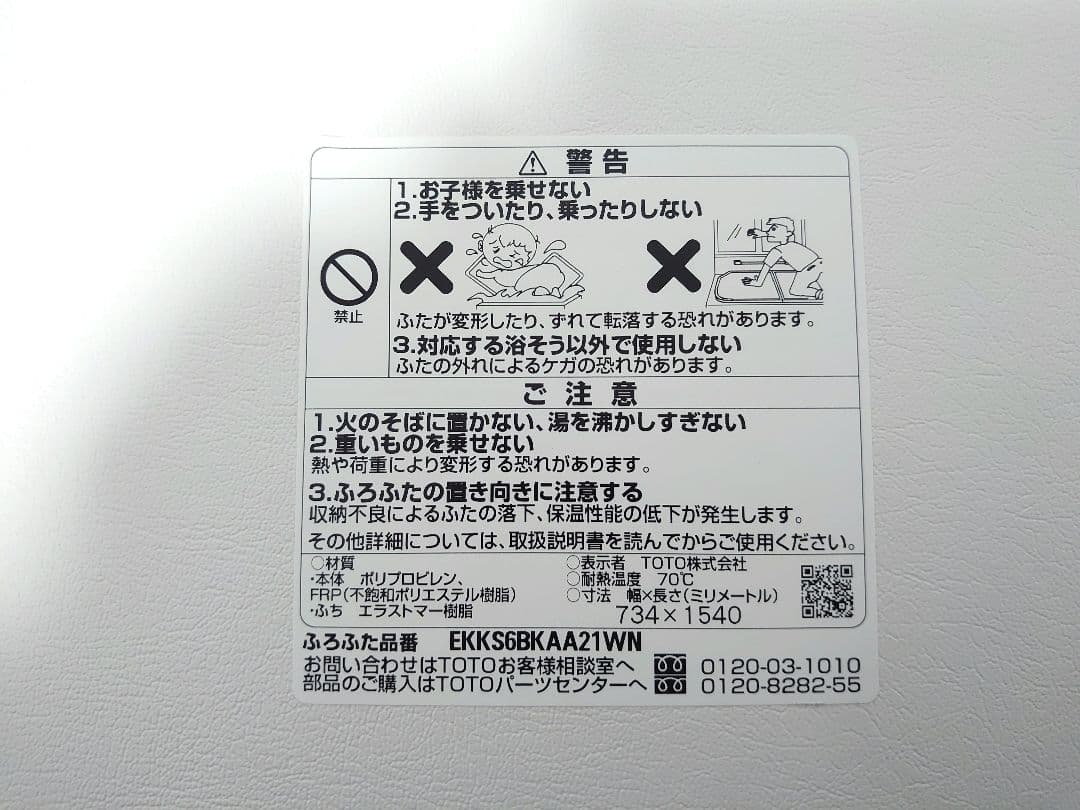 ⚠ 警告
禁止
1.お子様を乗せない
2.手をついたり、乗ったりしない
ふたが変形したり、ずれて転落する恐れがあります。
3.対応する浴そう以外で使用しない
ふたの外れによるケガの恐れがあります。
ご注意
1.火のそばに置かない、湯を沸かしすぎない
2.重いものを乗せない
熱や荷重により変形する恐れがあります。
3.ふろふたの置き向きに注意する
収納不良によるふたの落下、保温性能の低下が発生します。
その他詳細については、取扱説明書を読んでからご使用ください。
○材質
・本体 ポリプロピレン、
FRP(不飽和ポリエステル樹脂)
・ふち エラストマー樹脂
○表示者 TOTO株式会社
○耐熱温度 70℃
○寸法 幅×長さ(ミリメートル)
734×1540
ふろふた品番 EKKS6BKAA21WN
お問い合わせはTOTOお客様相談室へ 0120-03-1010
部品のご購入はTOTOパーツセンターへ 0120-8282-55